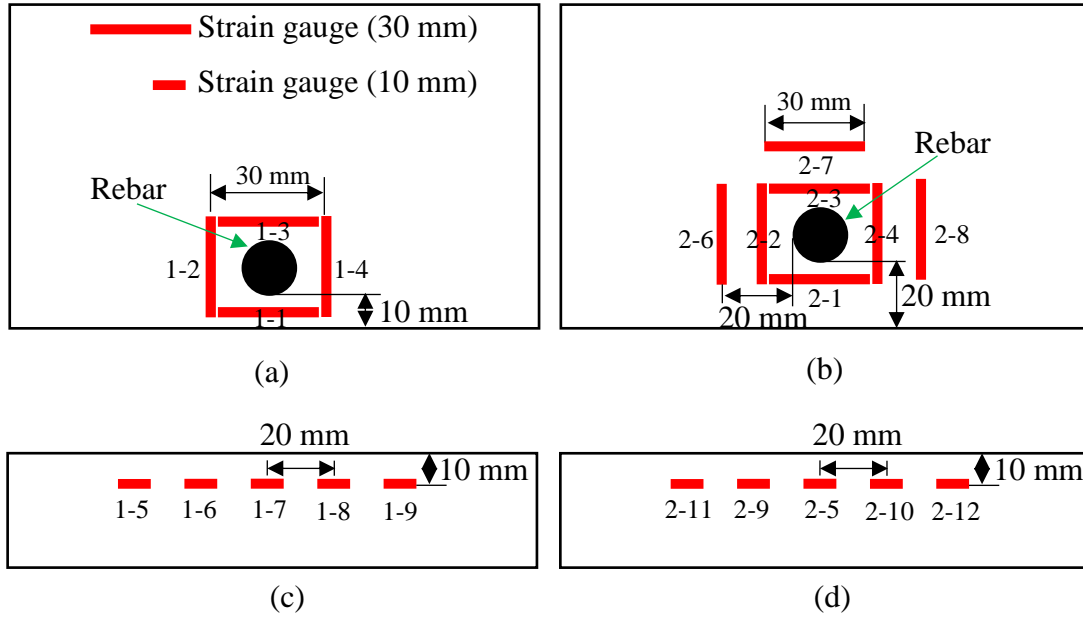 Strain gauge (30 mm)
Strain gauge (10 mm)
30 mm
Rebar
1-3
1-2
1-4
1-1
10 mm
(a)
30 mm
Rebar
2-7
2-3
2-6
2-2
2-4
2-8
2-1
20 mm
20 mm
(b)
20 mm
10 mm
1-5
1-6
1-7
1-8
1-9
(c)
20 mm
10 mm
2-11
2-9
2-5
2-10
2-12
(d)